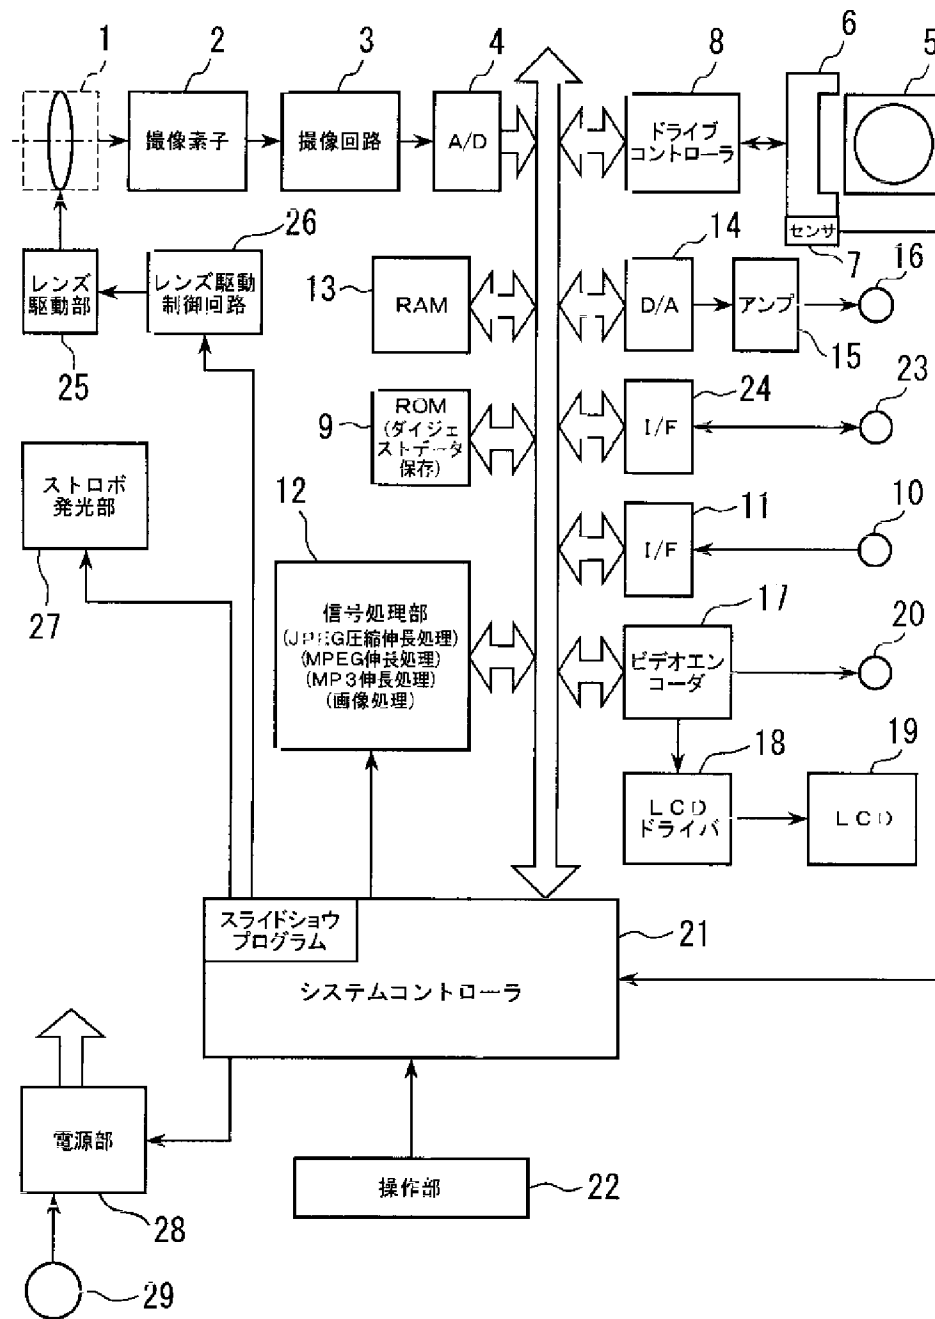 1
2
3
4
8
6
5
撮像素子
撮像回路
A/D
ドライブ
コントローラ
センサ
7
26
14
16
レンズ
駆動部
レンズ駆動
制御回路
13
RAM
D/A
アンプ
15
25
24
23
9
ROM
(ダイジェ
ストデータ
保存)
I/F
ストロボ
発光部
12
11
10
I/F
27
信号処理部
(JPEG圧縮伸長処理)
(MPEG伸長処理)
(MP3伸長処理)
(画像処理)
17
20
ビデオエン
コーダ
18
19
LCD
ドライバ
LCD
スライドショウ
プログラム
21
システムコントローラ
電源部
操作部
22
28
29